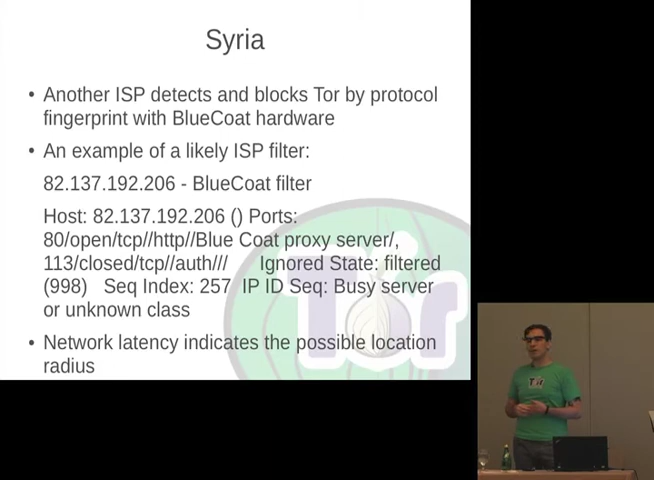 Syria
• Another ISP detects and blocks Tor by protocol
fingerprint with BlueCoat hardware
• An example of a likely ISP filter:
82.137.192.206 - BlueCoat filter
Host: 82.137.192.206 () Ports:
80/open/tcp//http//Blue Coat proxy server/,
113/closed/tcp//auth/// Ignored State: filtered
(998) Seq Index: 257 IP ID Seq: Busy server
or unknown class
• Network latency indicates the possible location
radius
Tor